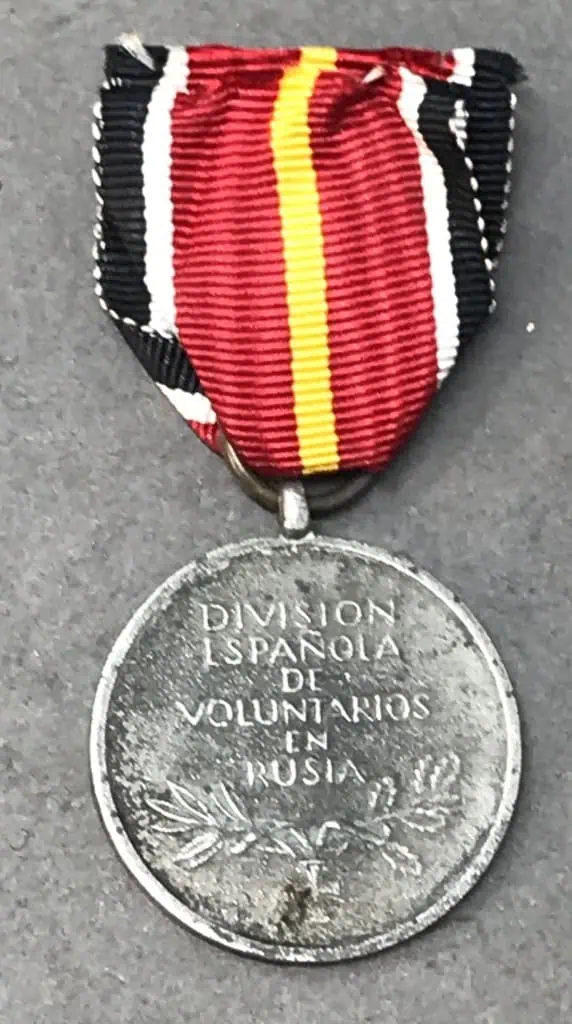 DIVISION
ESPAÑOLA
DE
VOLUNTARIOS
EN
RUSIA